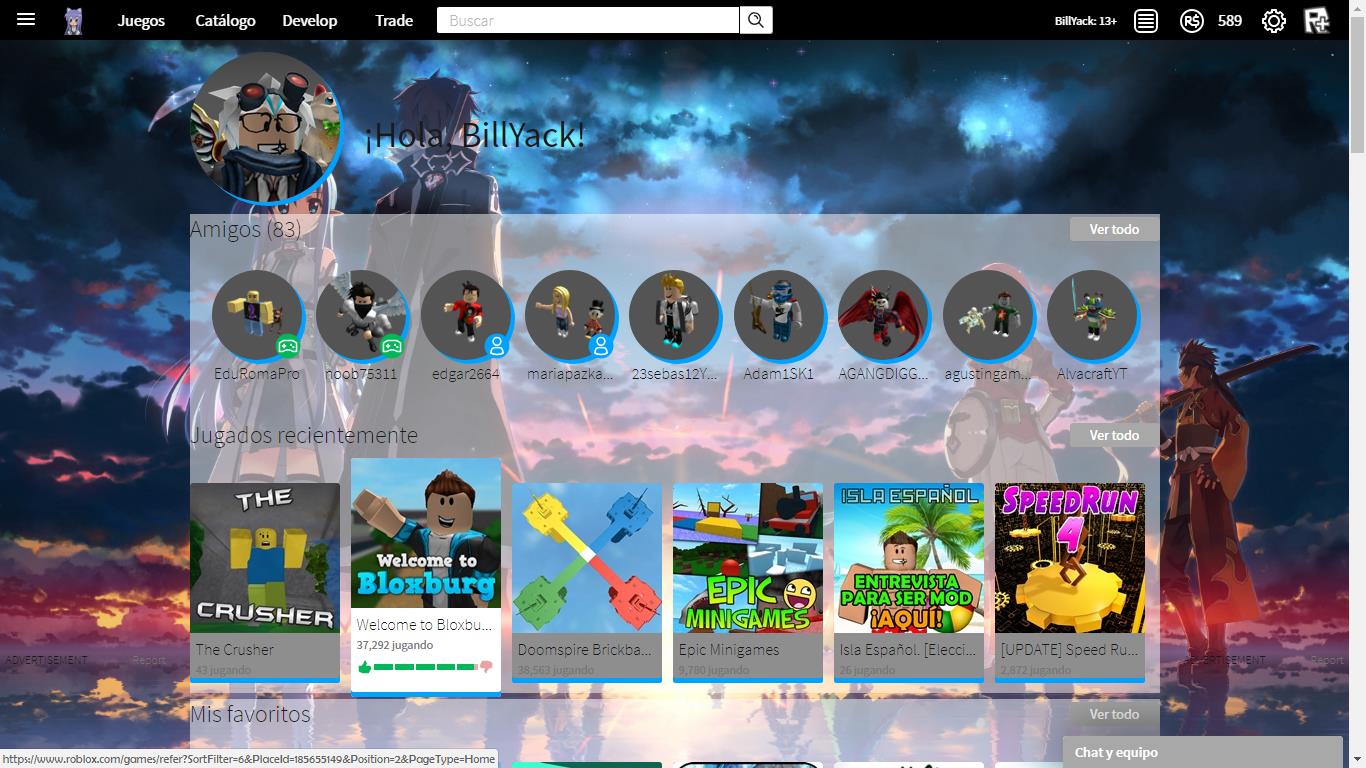 Juegos Catálogo Develop Trade Buscar BillYack: 13+ R$ 589 R+
¡Hola, BillYack!
Amigos (83) Ver todo
EduRomaPro noob75311 edgar2664 mariapazka... 23sebas12Y... Adam1SK1 AGANGDIGG... agustingam... AlvacraftYT
Jugados recientemente Ver todo
THE CRUSHER
Welcome to Bloxburg
EPIC MINIGAMES
ISLA ESPAÑOL
ENTREVISTA PARA SER MOD ¡AQUÍ!
SPEEDRUN 4
The Crusher Welcome to Bloxbu... Doomspire Brickba... Epic Minigames Isla Español. [Elecci... [UPDATE] Speed Ru...
43 jugando 37,292 jugando 38,563 jugando 9,780 jugando 26 jugando 2,872 jugando
ADVERTISEMENT Report ADVERTISEMENT Report
Mis favoritos Ver todo
Chat y equipo
https://www.roblox.com/games/refer?SortFilter=6&PlaceId=185655149&Position=2&PageType=Home